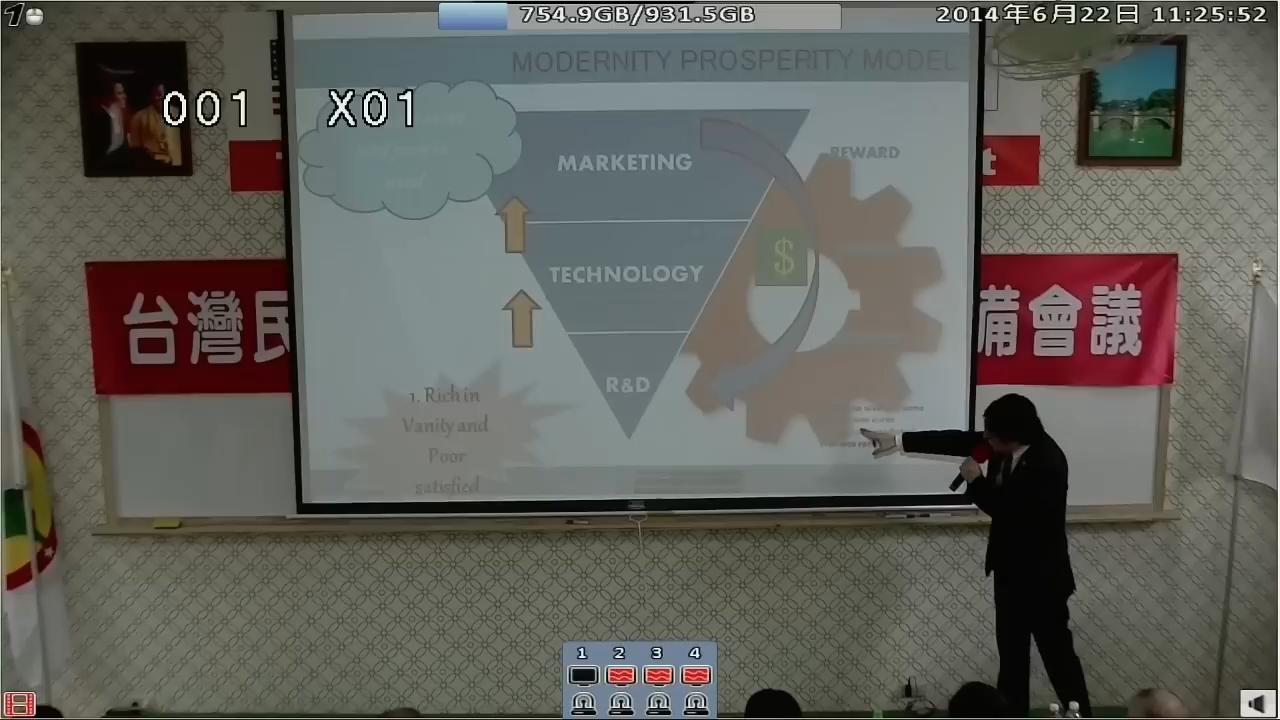 1
754.9GB/931.5GB
2014年6月22日 11:25:52
MODERNITY PROSPERITY MODEL
001 X01
MARKETING
REWARD
t
$
TECHNOLOGY
台灣民
備會議
R&D
1. Rich in
Vanity and
Poor
satisfied
1 2 3 4